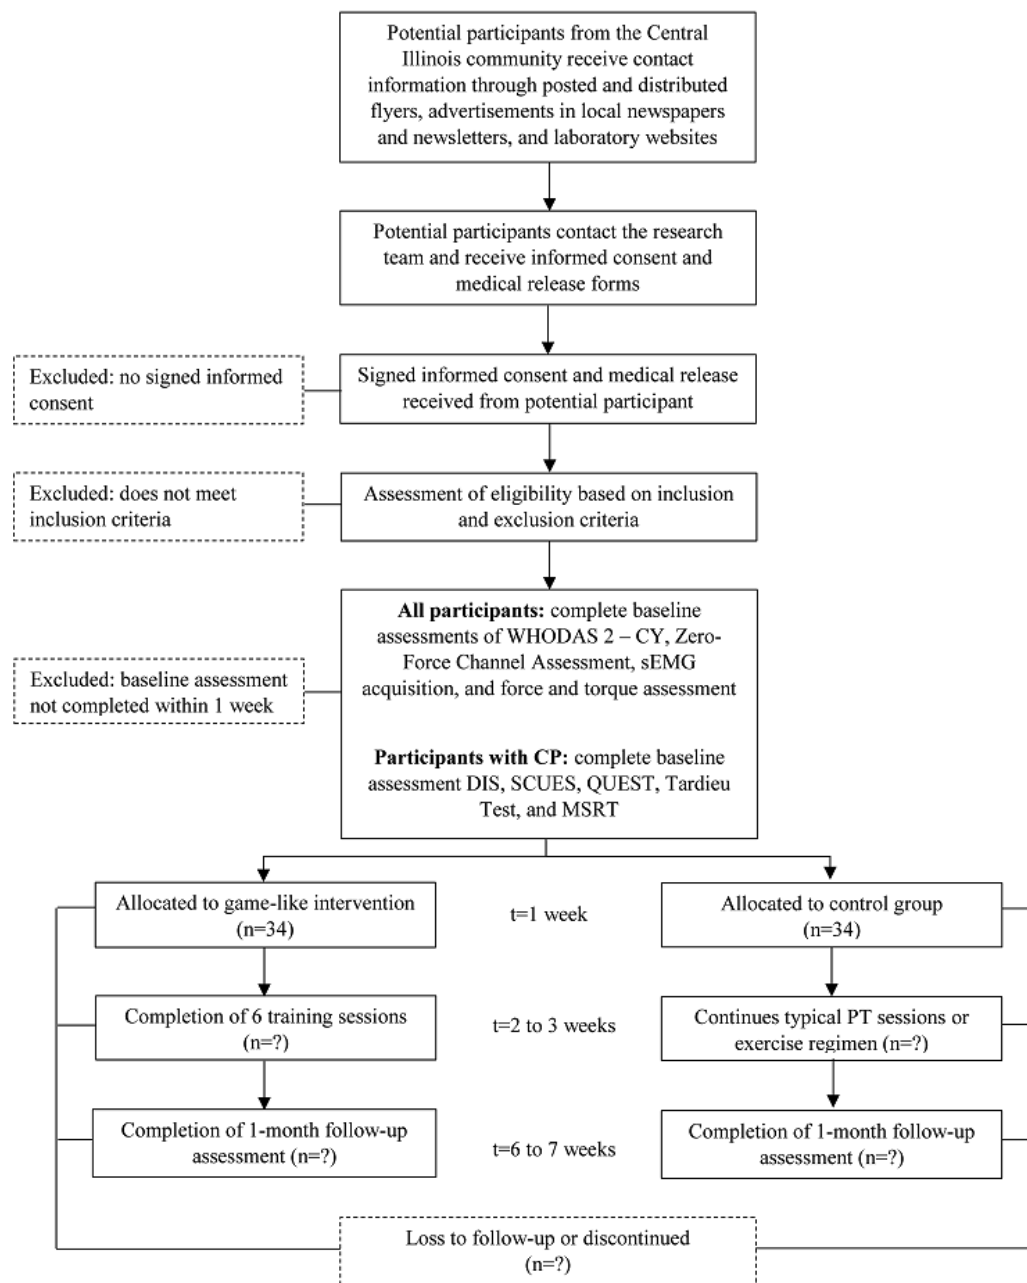 Potential participants from the Central
Illinois community receive contact
information through posted and distributed
flyers, advertisements in local newspapers
and newsletters, and laboratory websites
Potential participants contact the research
team and receive informed consent and
medical release forms
Excluded: no signed informed
consent
Signed informed consent and medical release
received from potential participant
Excluded: does not meet
inclusion criteria
Assessment of eligibility based on inclusion
and exclusion criteria
All participants: complete baseline
assessments of WHODAS 2 – CY, Zero-
Force Channel Assessment, sEMG
acquisition, and force and torque assessment
Excluded: baseline assessment
not completed within 1 week
Participants with CP: complete baseline
assessment DIS, SCUES, QUEST, Tardieu
Test, and MSRT
Allocated to game-like intervention
(n=34)
t=1 week
Allocated to control group
(n=34)
Completion of 6 training sessions
(n=?)
t=2 to 3 weeks
Continues typical PT sessions or
exercise regimen (n=?)
Completion of 1-month follow-up
assessment (n=?)
t=6 to 7 weeks
Completion of 1-month follow-up
assessment (n=?)
Loss to follow-up or discontinued
(n=?)